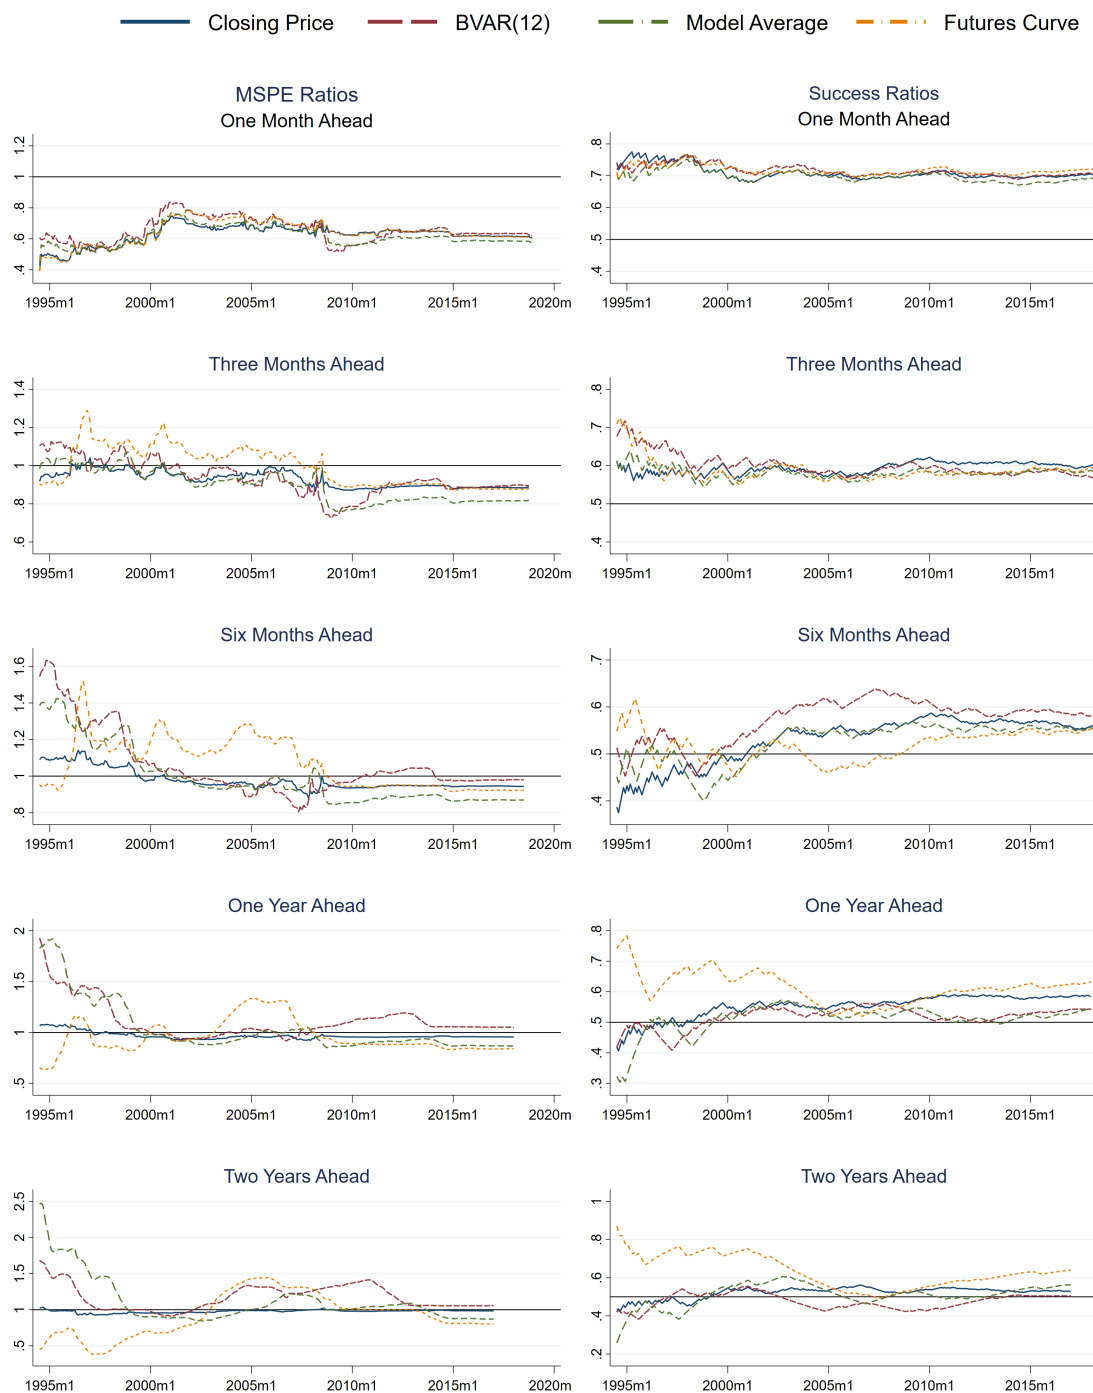 Closing Price BVAR(12) Model Average Futures Curve
MSPE Ratios
One Month Ahead
1.2
1
.8
.6
.4
1995m1 2000m1 2005m1 2010m1 2015m1 2020m
Success Ratios
One Month Ahead
.8
.7
.6
.5
.4
1995m1 2000m1 2005m1 2010m1 2015m1
Three Months Ahead
1.4
1.2
1
.8
.6
1995m1 2000m1 2005m1 2010m1 2015m1 2020m
Three Months Ahead
.8
.7
.6
.5
.4
1995m1 2000m1 2005m1 2010m1 2015m1
Six Months Ahead
1.6
1.4
1.2
1
.8
1995m1 2000m1 2005m1 2010m1 2015m1 2020m
Six Months Ahead
.7
.6
.5
.4
1995m1 2000m1 2005m1 2010m1 2015m1
One Year Ahead
2
1.5
1
.5
1995m1 2000m1 2005m1 2010m1 2015m1 2020m
One Year Ahead
.8
.7
.6
.5
.4
.3
1995m1 2000m1 2005m1 2010m1 2015m1
Two Years Ahead
2.5
2
1.5
1
.5
1995m1 2000m1 2005m1 2010m1 2015m1 2020m
Two Years Ahead
1
.8
.6
.4
.2
1995m1 2000m1 2005m1 2010m1 2015m1